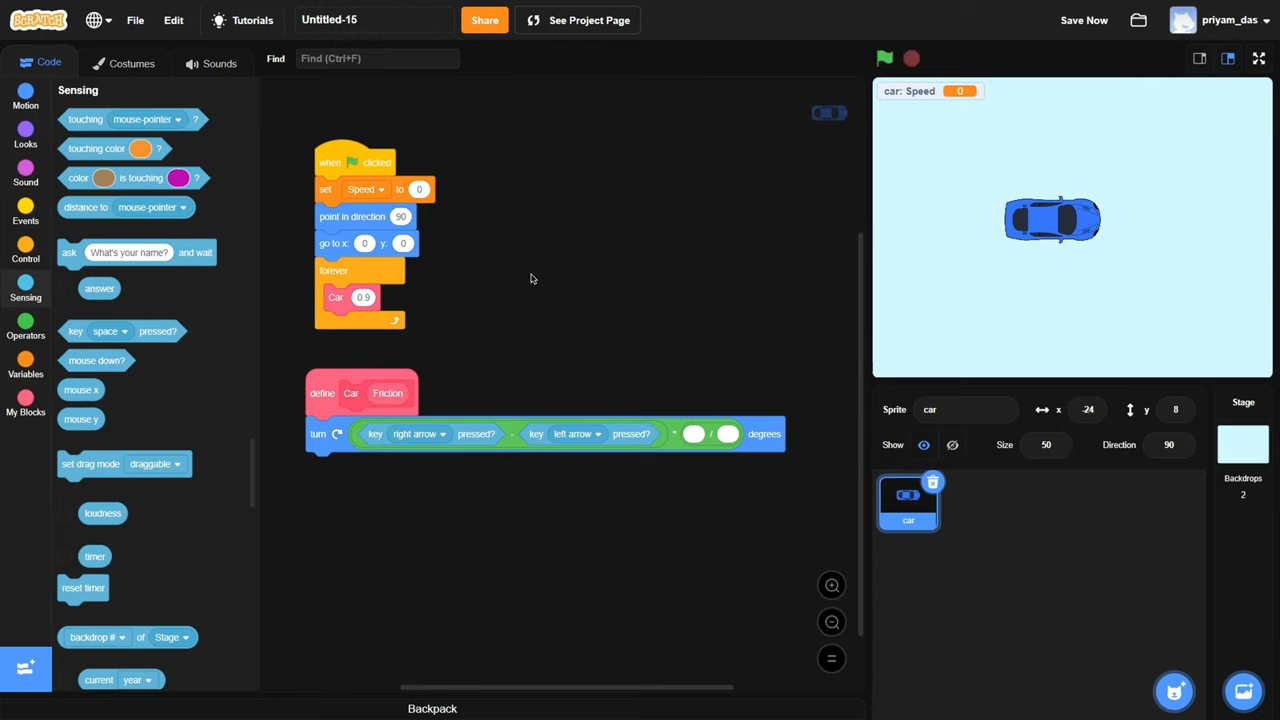 SCRATCH
File
Edit
Tutorials
Untitled-15
Share
See Project Page
Save Now
priyam_das
Code
Costumes
Sounds
Find
Find (Ctrl+F)
Motion
Looks
Sound
Events
Control
Sensing
Operators
Variables
My Blocks
Sensing
touching mouse-pointer ?
touching color ?
color is touching ?
distance to mouse-pointer
ask What's your name? and wait
answer
key space pressed?
mouse down?
mouse x
mouse y
set drag mode draggable
loudness
timer
reset timer
backdrop # of Stage
current year
when clicked
set Speed to 0
point in direction 90
go to x: 0 y: 0
forever
Car 0.9
define Car Friction
turn key right arrow pressed? - key left arrow pressed? * / degrees
car: Speed 0
Sprite car x -24 y 8
Show Size 50 Direction 90
car
Stage
Backdrops
2
Backpack